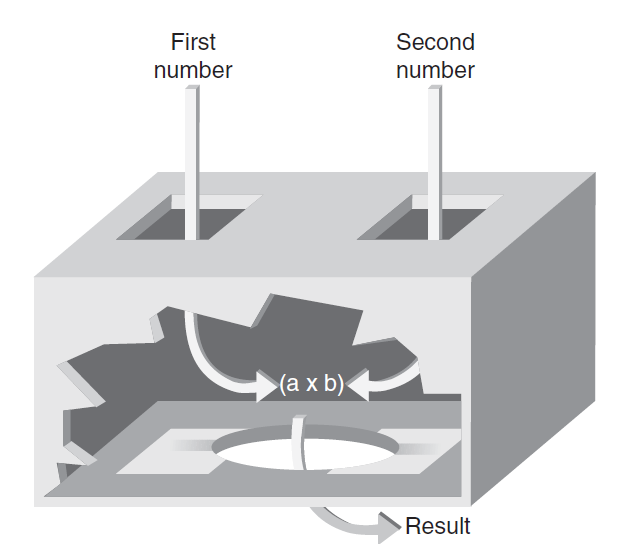 First
number
Second
number
(a x b)
Result